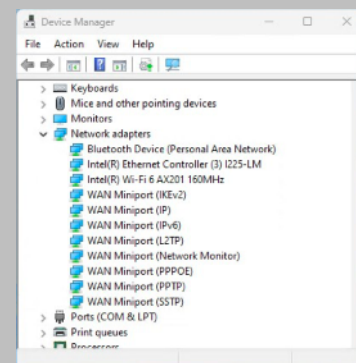 Device Manager
File Action View Help
Keyboards
Mice and other pointing devices
Monitors
Network adapters
Bluetooth Device (Personal Area Network)
Intel(R) Ethernet Controller (3) I225-LM
Intel(R) Wi-Fi 6 AX201 160MHz
WAN Miniport (IKEv2)
WAN Miniport (IP)
WAN Miniport (IPv6)
WAN Miniport (L2TP)
WAN Miniport (Network Monitor)
WAN Miniport (PPPOE)
WAN Miniport (PPTP)
WAN Miniport (SSTP)
Ports (COM & LPT)
Print queues
Processors